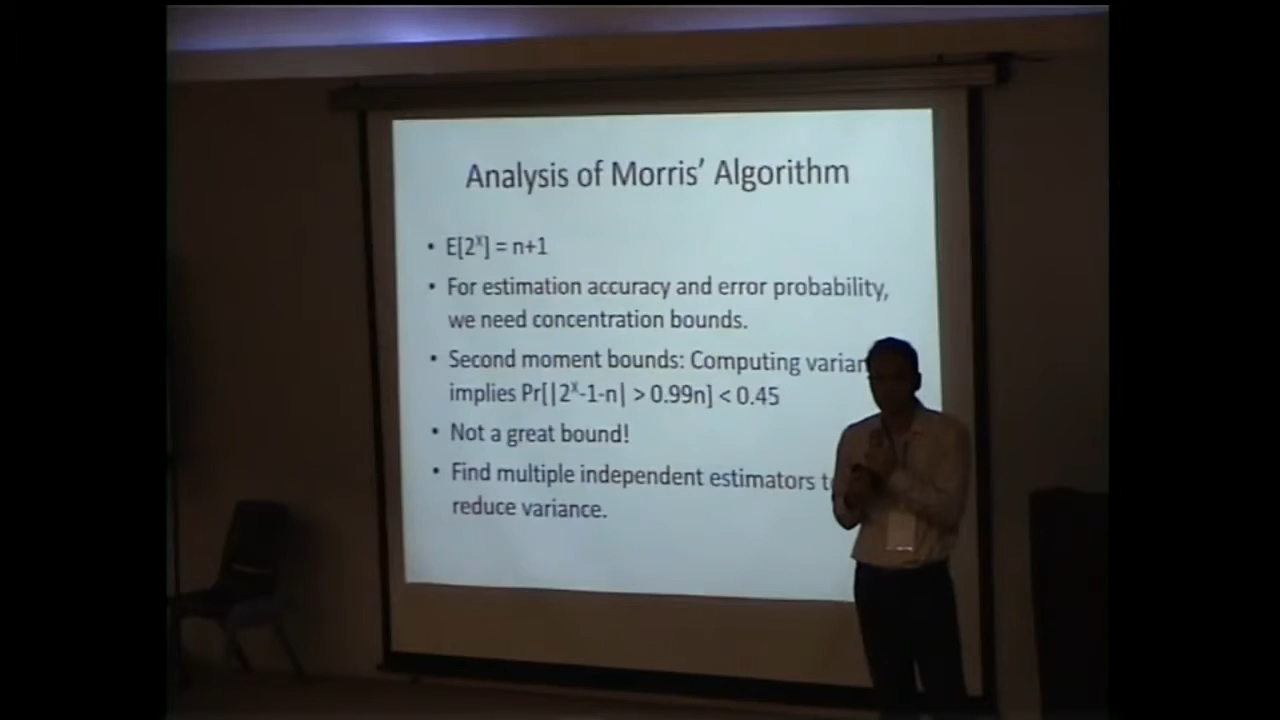 Analysis of Morris’ Algorithm
• E[2ˣ] = n+1
• For estimation accuracy and error probability,
we need concentration bounds.
• Second moment bounds: Computing varian
implies Pr[|2ˣ-1-n| > 0.99n] < 0.45
• Not a great bound!
• Find multiple independent estimators t
reduce variance.